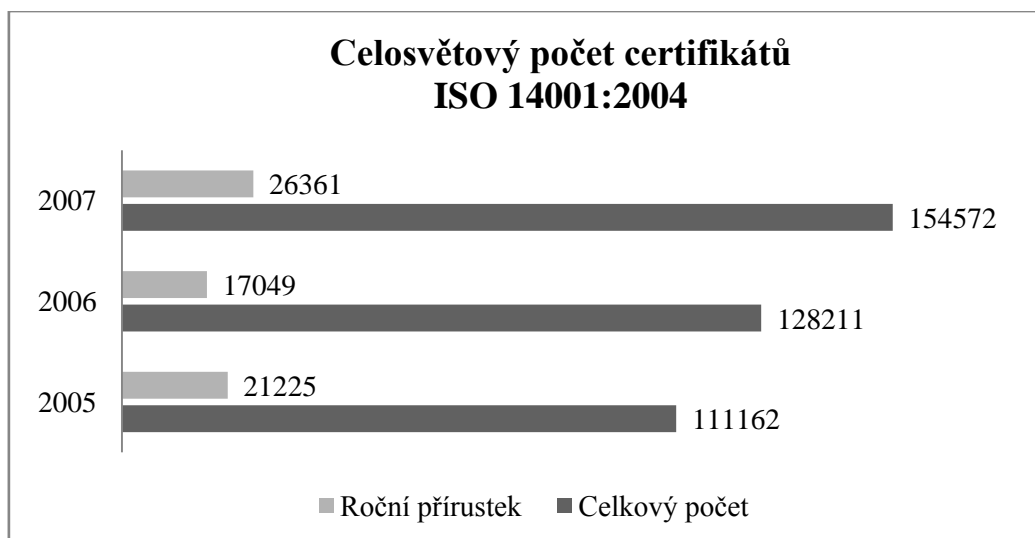 Celosvětový počet certifikátů
ISO 14001:2004
2007
26361
154572
2006
17049
128211
2005
21225
111162
Roční přírustek
Celkový počet